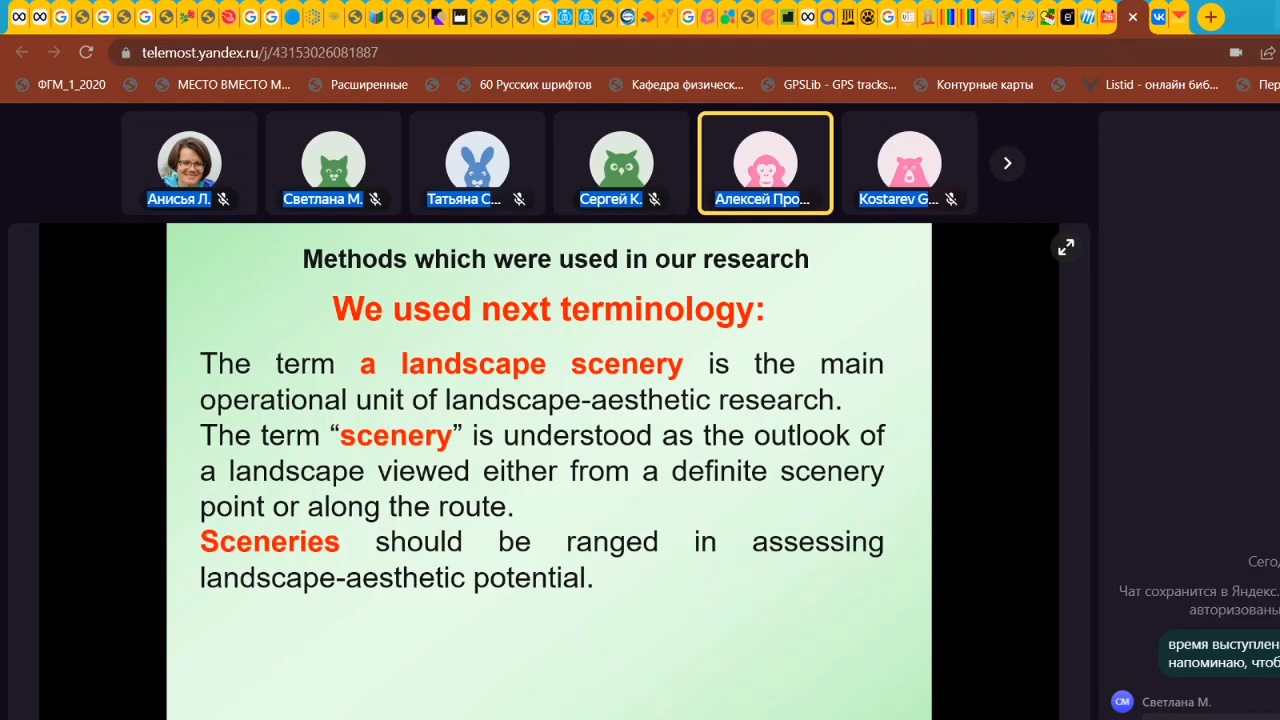 telemost.yandex.ru/j/43153026081887
ФГМ_1_2020
МЕСТО ВМЕСТО М...
Расширенные
60 Русских шрифтов
Кафедра физическ...
GPSLib - GPS tracks...
Контурные карты
Listid - онлайн биб...
Пер
Анисья Л.
Светлана М.
Татьяна С...
Сергей К.
Алексей Про...
Kostarev G...
Methods which were used in our research
We used next terminology:
The term a landscape scenery is the main
operational unit of landscape-aesthetic research.
The term “scenery” is understood as the outlook of
a landscape viewed either from a definite scenery
point or along the route.
Sceneries should be ranged in assessing
landscape-aesthetic potential.
Сегод
Чат сохранится в Яндекс.
авторизованы
время выступлен
напоминаю, чтоб
СМ
Светлана М.